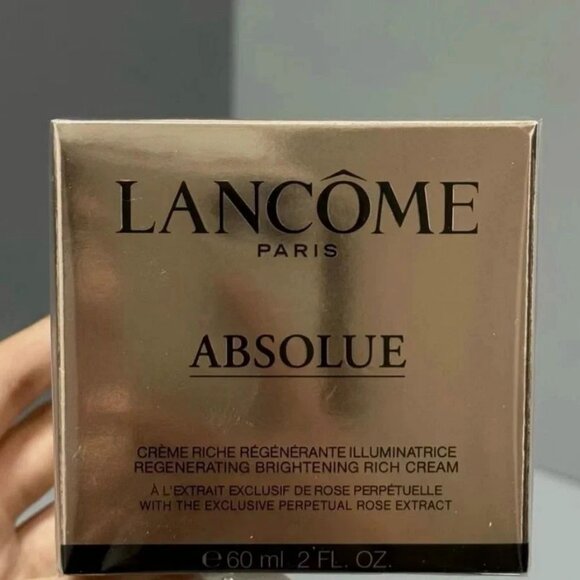 LANCÔME
PARIS
ABSOLUE
CRÈME RICHE RÉGÉNÉRANTE ILLUMINATRICE
REGENERATING BRIGHTENING RICH CREAM
À L'EXTRAIT EXCLUSIF DE ROSE PERPÉTUELLE
WITH THE EXCLUSIVE PERPETUAL ROSE EXTRACT
℮ 60 ml 2 FL. OZ.